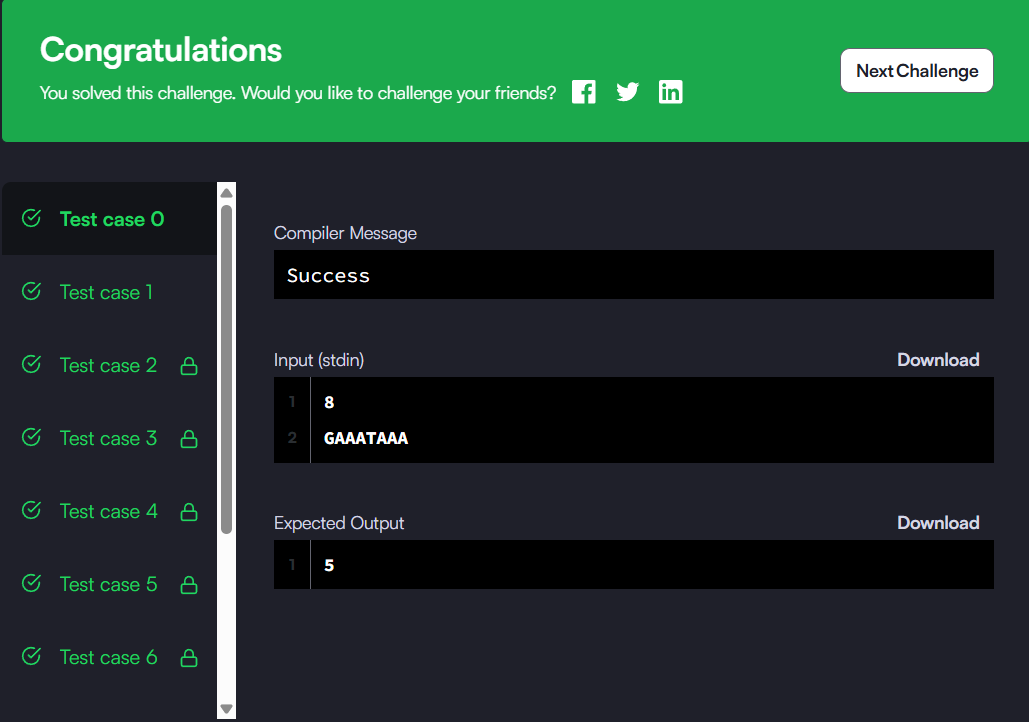 Congratulations
You solved this challenge. Would you like to challenge your friends?
Next Challenge
Test case 0
Test case 1
Test case 2
Test case 3
Test case 4
Test case 5
Test case 6
Compiler Message
Success
Input (stdin)
Download
1 8
2 GAAATAAA
Expected Output
Download
1 5